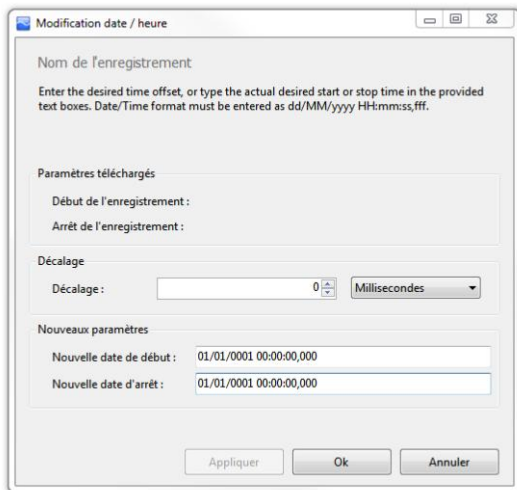 Modification date / heure
Nom de l'enregistrement
Enter the desired time offset, or type the actual desired start or stop time in the provided
text boxes. Date/Time format must be entered as dd/MM/yyyy HH:mm:ss,fff.
Paramètres téléchargés
Début de l'enregistrement :
Arrêt de l'enregistrement :
Décalage
Décalage : 0 Millisecondes
Nouveaux paramètres
Nouvelle date de début : 01/01/0001 00:00:00,000
Nouvelle date d'arrêt : 01/01/0001 00:00:00,000
Appliquer Ok Annuler